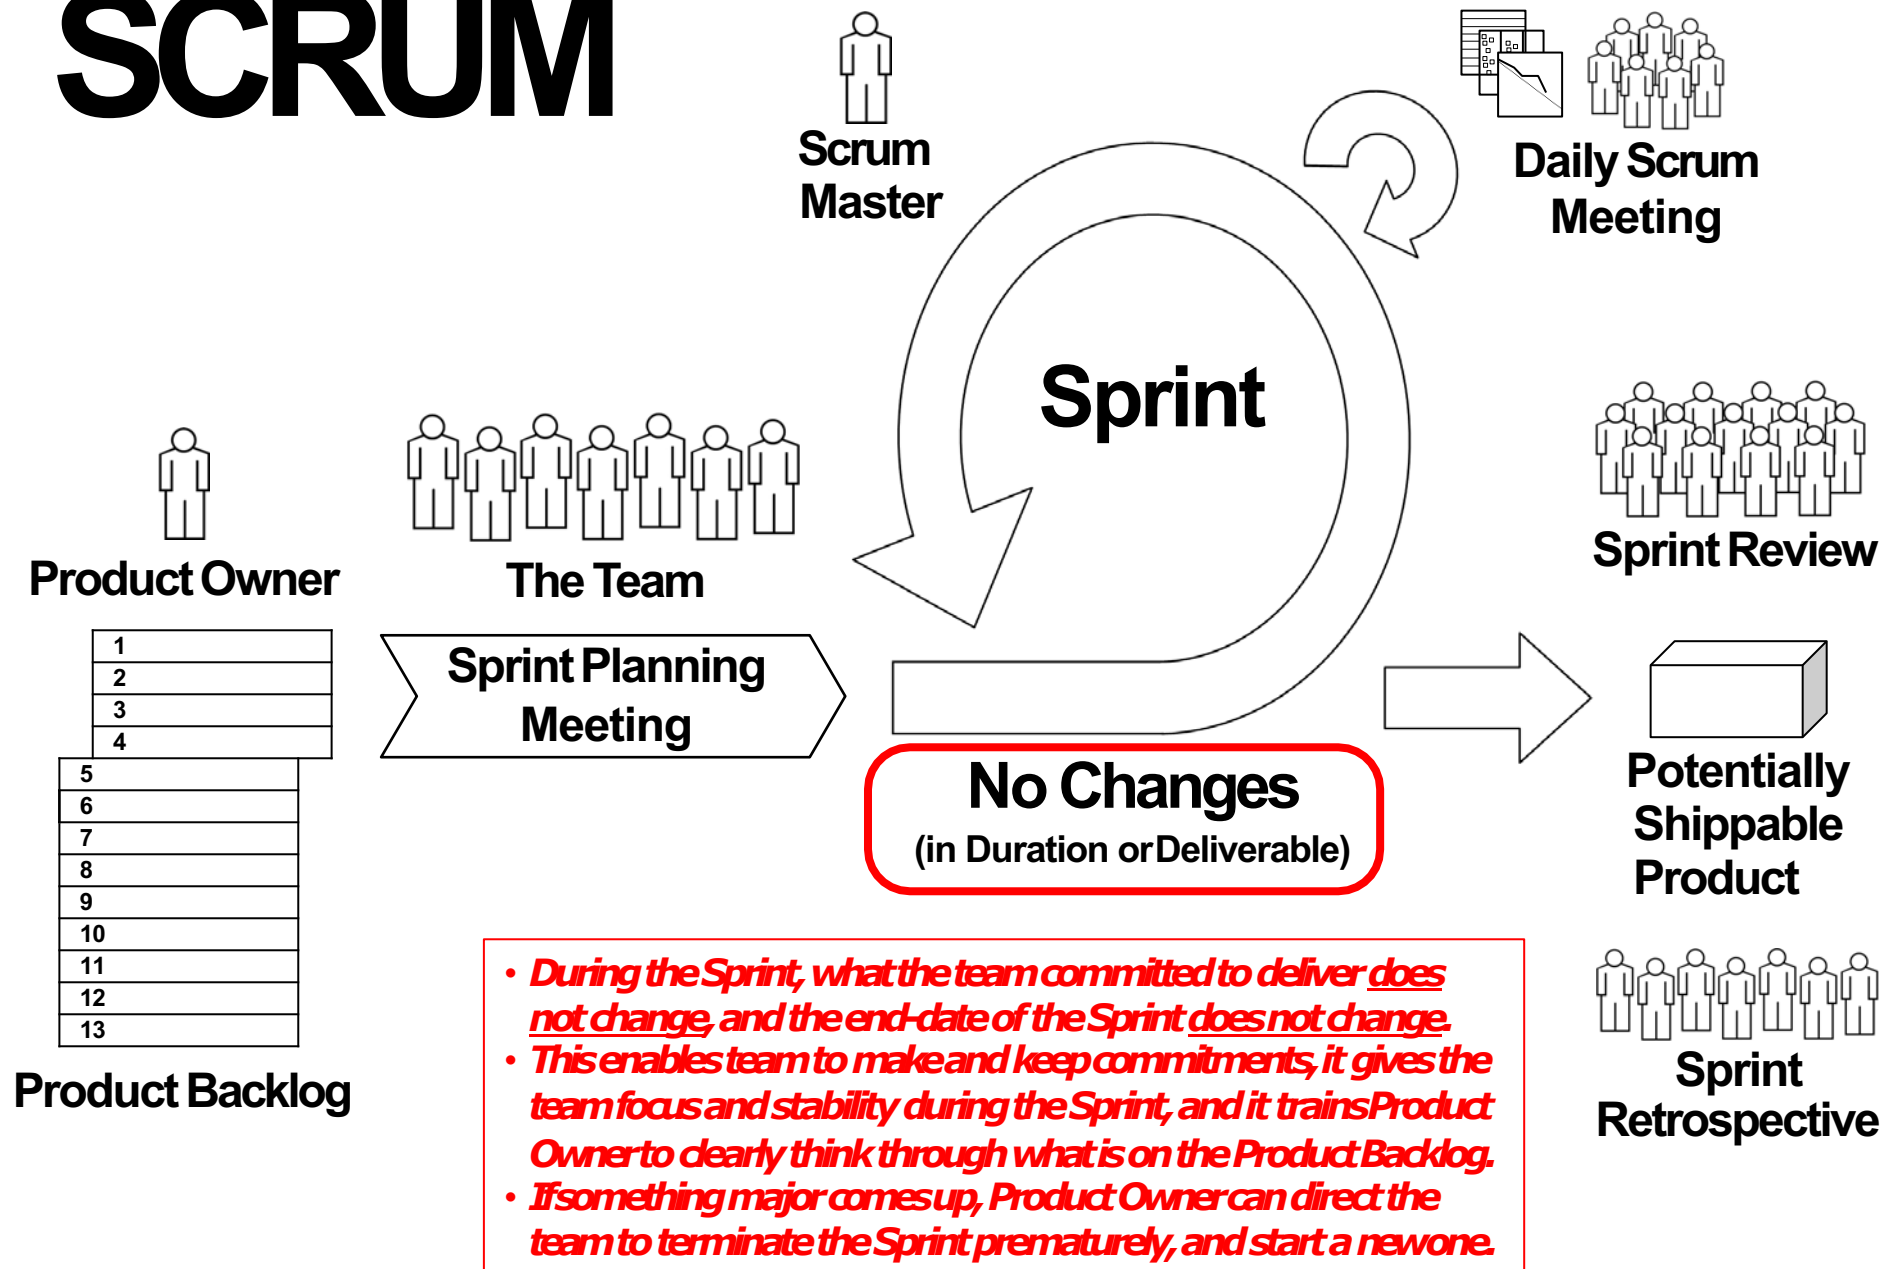 SCRUM
Scrum
Master
Daily Scrum
Meeting
Sprint
Product Owner
The Team
Sprint Review
1
2
3
4
5
6
7
8
9
10
11
12
13
Product Backlog
Sprint Planning
Meeting
No Changes
(in Duration or Deliverable)
Potentially
Shippable
Product
Sprint
Retrospective
• During the Sprint, what the team committed to deliver does
not change, and the end-date of the Sprint does not change.
• This enables team to make and keep commitments, it gives the
team focus and stability during the Sprint, and it trains Product
Owner to clearly think through what is on the Product Backlog.
• If something major comes up, Product Owner can direct the
team to terminate the Sprint prematurely, and start a new one.